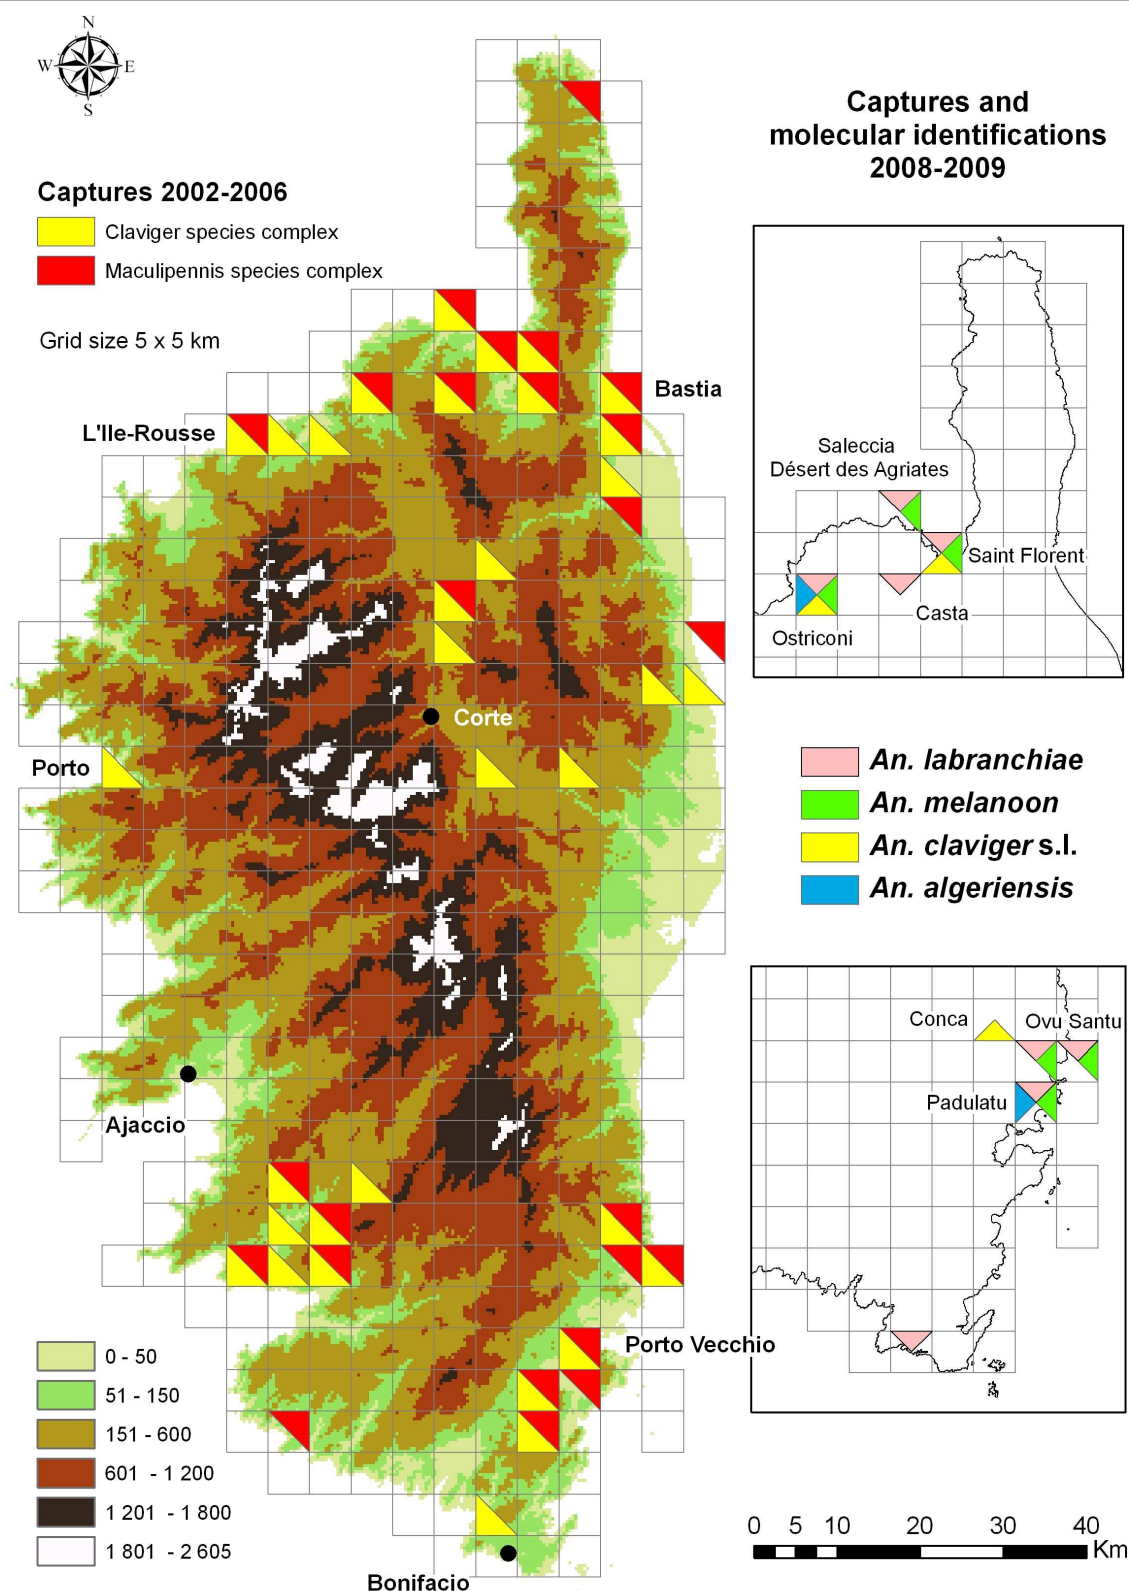 N
W E
S
Captures 2002-2006
Claviger species complex
Maculipennis species complex
Grid size 5 x 5 km
L'Ile-Rousse
Bastia
Porto
Corte
Ajaccio
Porto Vecchio
Bonifacio
0 - 50
51 - 150
151 - 600
601 - 1 200
1 201 - 1 800
1 801 - 2 605
Captures and
molecular identifications
2008-2009
Saleccia
Désert des Agriates
Saint Florent
Casta
Ostriconi
An. labranchiae
An. melanoon
An. claviger s.l.
An. algeriensis
Conca
Ovu Santu
Padulatu
0 5 10 20 30 40
Km